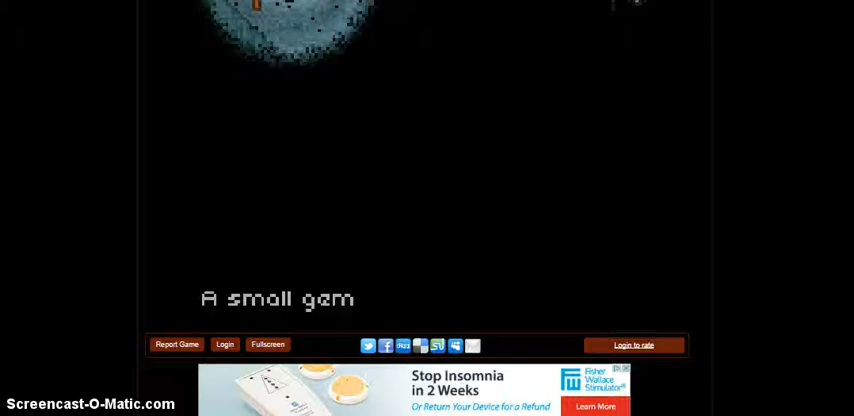 A small gem
Report Game
Login
Fullscreen
digg
Login to rate
Stop Insomnia
in 2 Weeks
Or Return Your Device for a Refund
Fisher
Wallace
Stimulator®
Learn More
Screencast-O-Matic.com